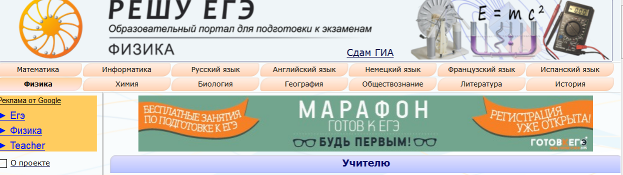 РЕШУ ЕГЭ
Образовательный портал для подготовки к экзаменам
ФИЗИКА
Сдам ГИА
E = mc²
Математика Информатика Русский язык Английский язык Немецкий язык Французский язык Испанский язык
Физика Химия Биология География Обществознание Литература История
Реклама от Google
► Егэ
► Физика
► Teacher
О проекте
БЕСПЛАТНЫЕ ЗАНЯТИЯ
ПО ПОДГОТОВКЕ К ЕГЭ
МАРАФОН
ГОТОВ К ЕГЭ
БУДЬ ПЕРВЫМ!
РЕГИСТРАЦИЯ
УЖЕ ОТКРЫТА!
ГОТОВ К ЕГЭ
Учителю